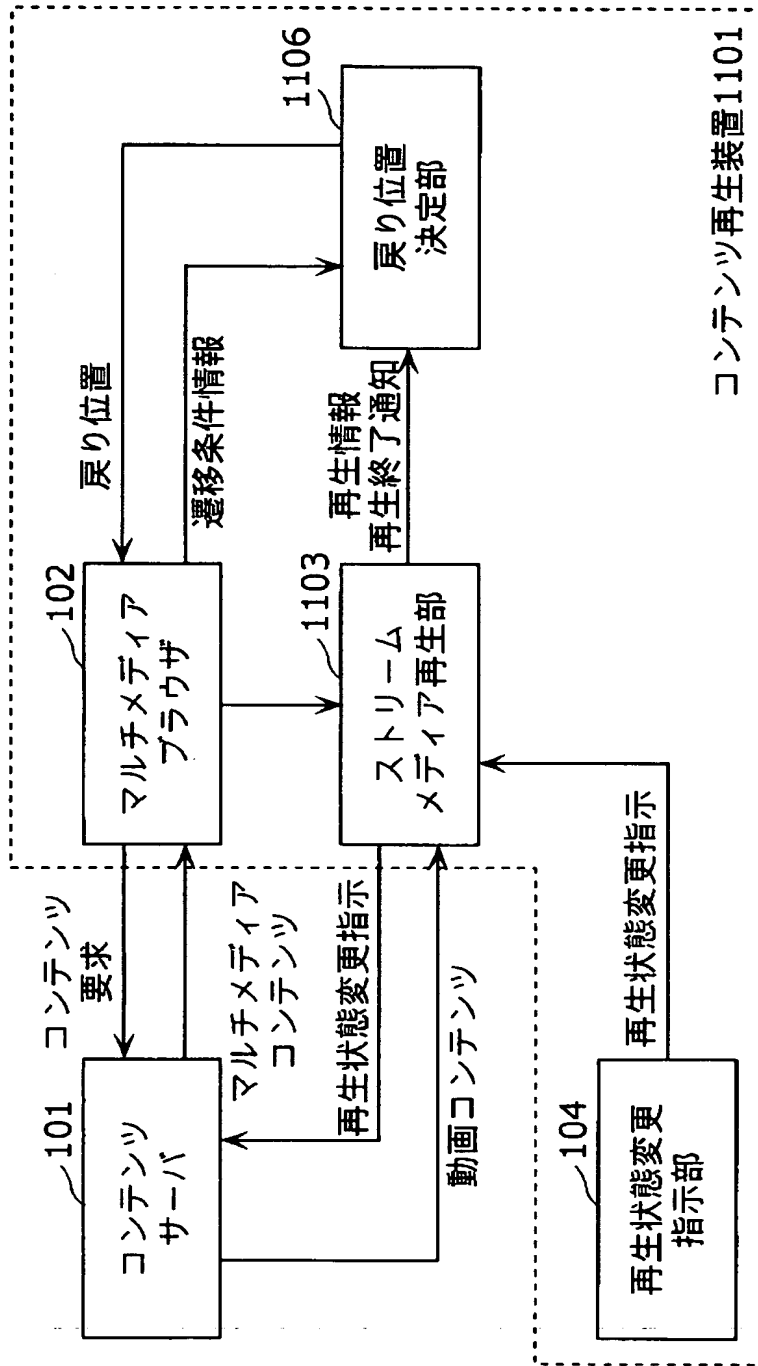 101
コンテンツ
サーバ
コンテンツ
要求
マルチメディア
コンテンツ
再生状態変更指示
動画コンテンツ
102
マルチメディア
ブラウザ
戻り位置
遷移条件情報
1103
ストリーム
メディア再生部
再生情報
再生終了通知
1106
戻り位置
決定部
104
再生状態変更
指示部
再生状態変更指示
コンテンツ再生装置1101